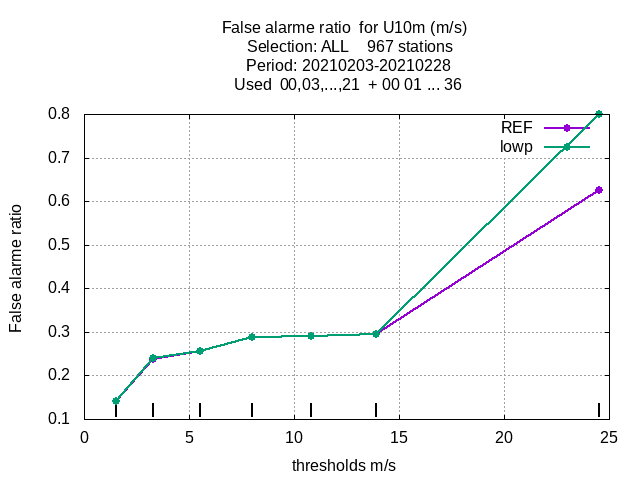 False alarme ratio  for U10m (m/s)
Selection: ALL    967 stations
Period: 20210203-20210228
Used  00,03,...,21  + 00 01 ... 36
REF
lowp
False alarme ratio
0.8
0.7
0.6
0.5
0.4
0.3
0.2
0.1
0 5 10 15 20 25
thresholds m/s